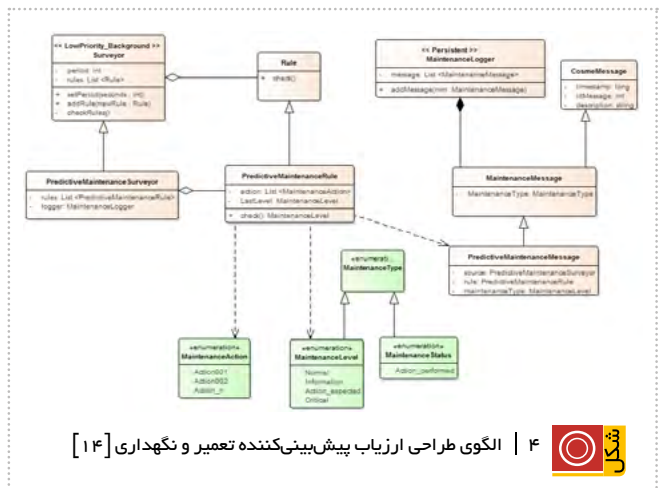 << LowPriority_Background >>
Surveyor
- period: int
- rules: List <Rule>
+ setPeriod(seconds : int)
+ addRule(newRule : Rule)
- checkRules()
Rule
+ check()
<< Persistent >>
MaintenanceLogger
- message: List <MaintenanceMessage>
+ addMessage(mm MaintenanceMessage)
CosmeMessage
- timestamp: long
- idMessage: int
- description: string
PredictiveMaintenanceSurveyor
- rules: List <PredictiveMaintenanceRule>
- logger: MaintenanceLogger
PredictiveMaintenanceRule
- action: List <MaintenanceAction>
- LastLevel: MaintenanceLevel
+ check() MaintenanceLevel
MaintenanceMessage
- MaintenanceType: MaintenanceType
PredictiveMaintenanceMessage
- source: PredictiveMaintenanceSurveyor
- rule: PredictiveMaintenanceRule
- maintenanceType: MaintenanceLevel
«enumerati...
MaintenanceType
«enumeration»
MaintenanceAction
Action001
Action002
Action_n
«enumeration»
MaintenanceLevel
Normal
Information
Action_expected
Critical
«enumeration»
MaintenanceStatus
Action_performed
شکل ۴ | الگوی طراحی ارزیاب پیش‌بینی‌کننده تعمیر و نگهداری [۱۴]